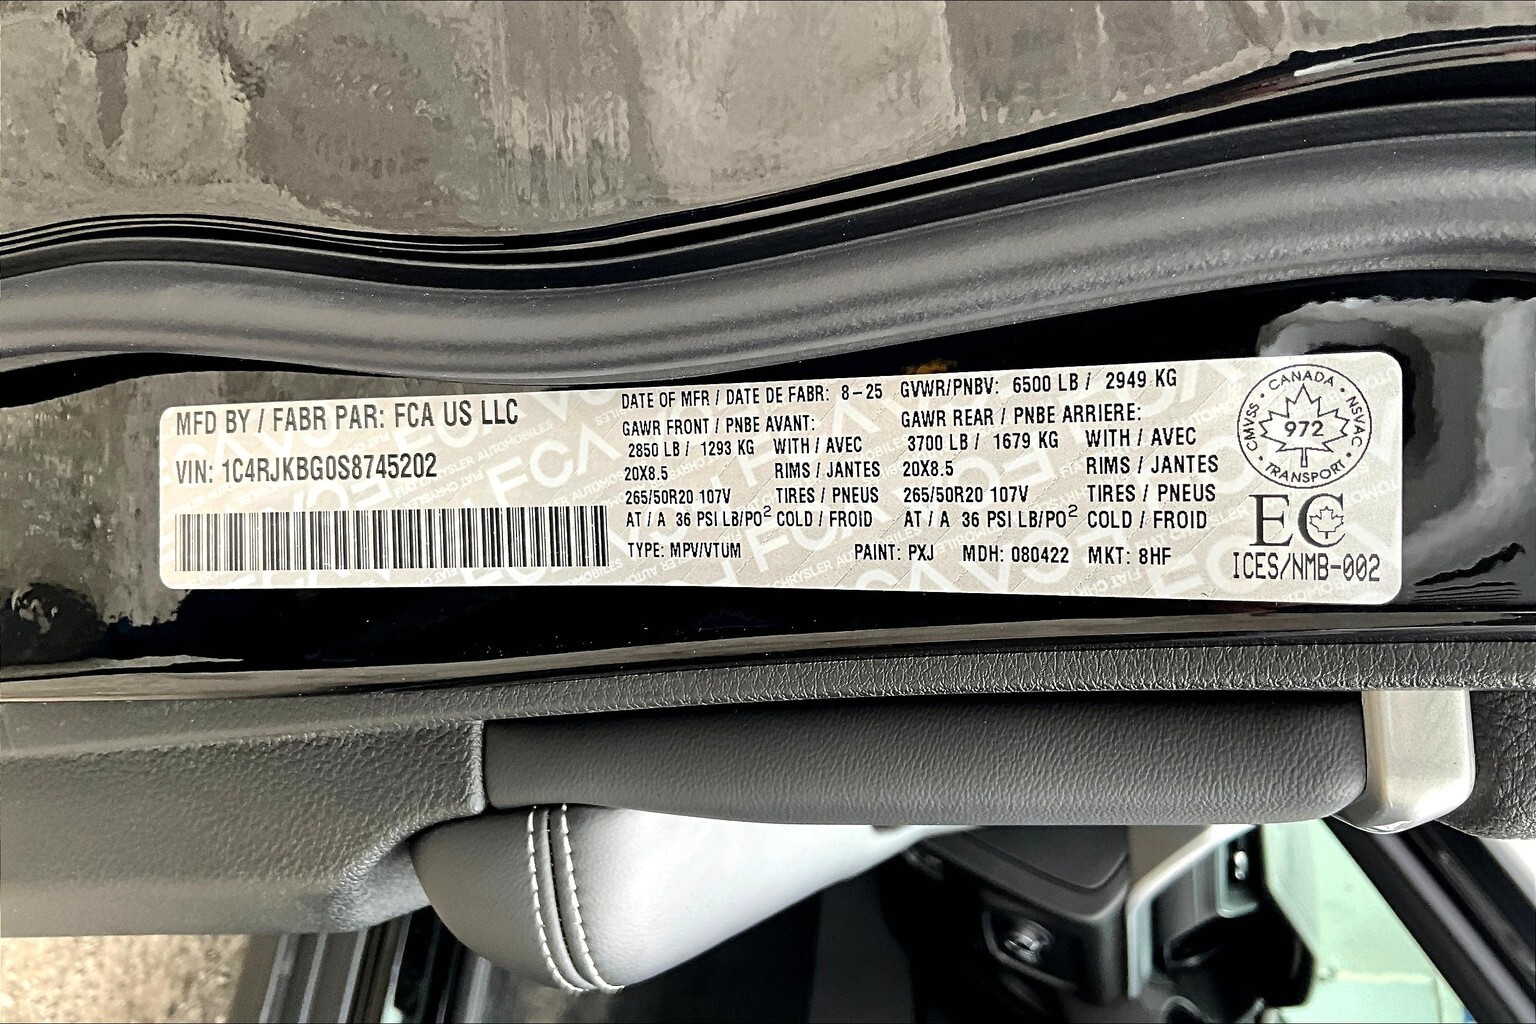 MFD BY / FABR PAR: FCA US LLC
VIN: 1C4RJKBG0S8745202
DATE OF MFR / DATE DE FABR: 8-25 GVWR/PNBV: 6500 LB / 2949 KG
GAWR FRONT / PNBE AVANT: GAWR REAR / PNBE ARRIERE:
2850 LB / 1293 KG WITH / AVEC 3700 LB / 1679 KG WITH / AVEC
20X8.5 RIMS / JANTES 20X8.5 RIMS / JANTES
265/50R20 107V TIRES / PNEUS 265/50R20 107V TIRES / PNEUS
AT / A 36 PSI LB/PO² COLD / FROID AT / A 36 PSI LB/PO² COLD / FROID
TYPE: MPV/VTUM PAINT: PXJ MDH: 080422 MKT: 8HF
CANADA
CMVSS 972 NSVAC
TRANSPORT
EC
ICES/NMB-002